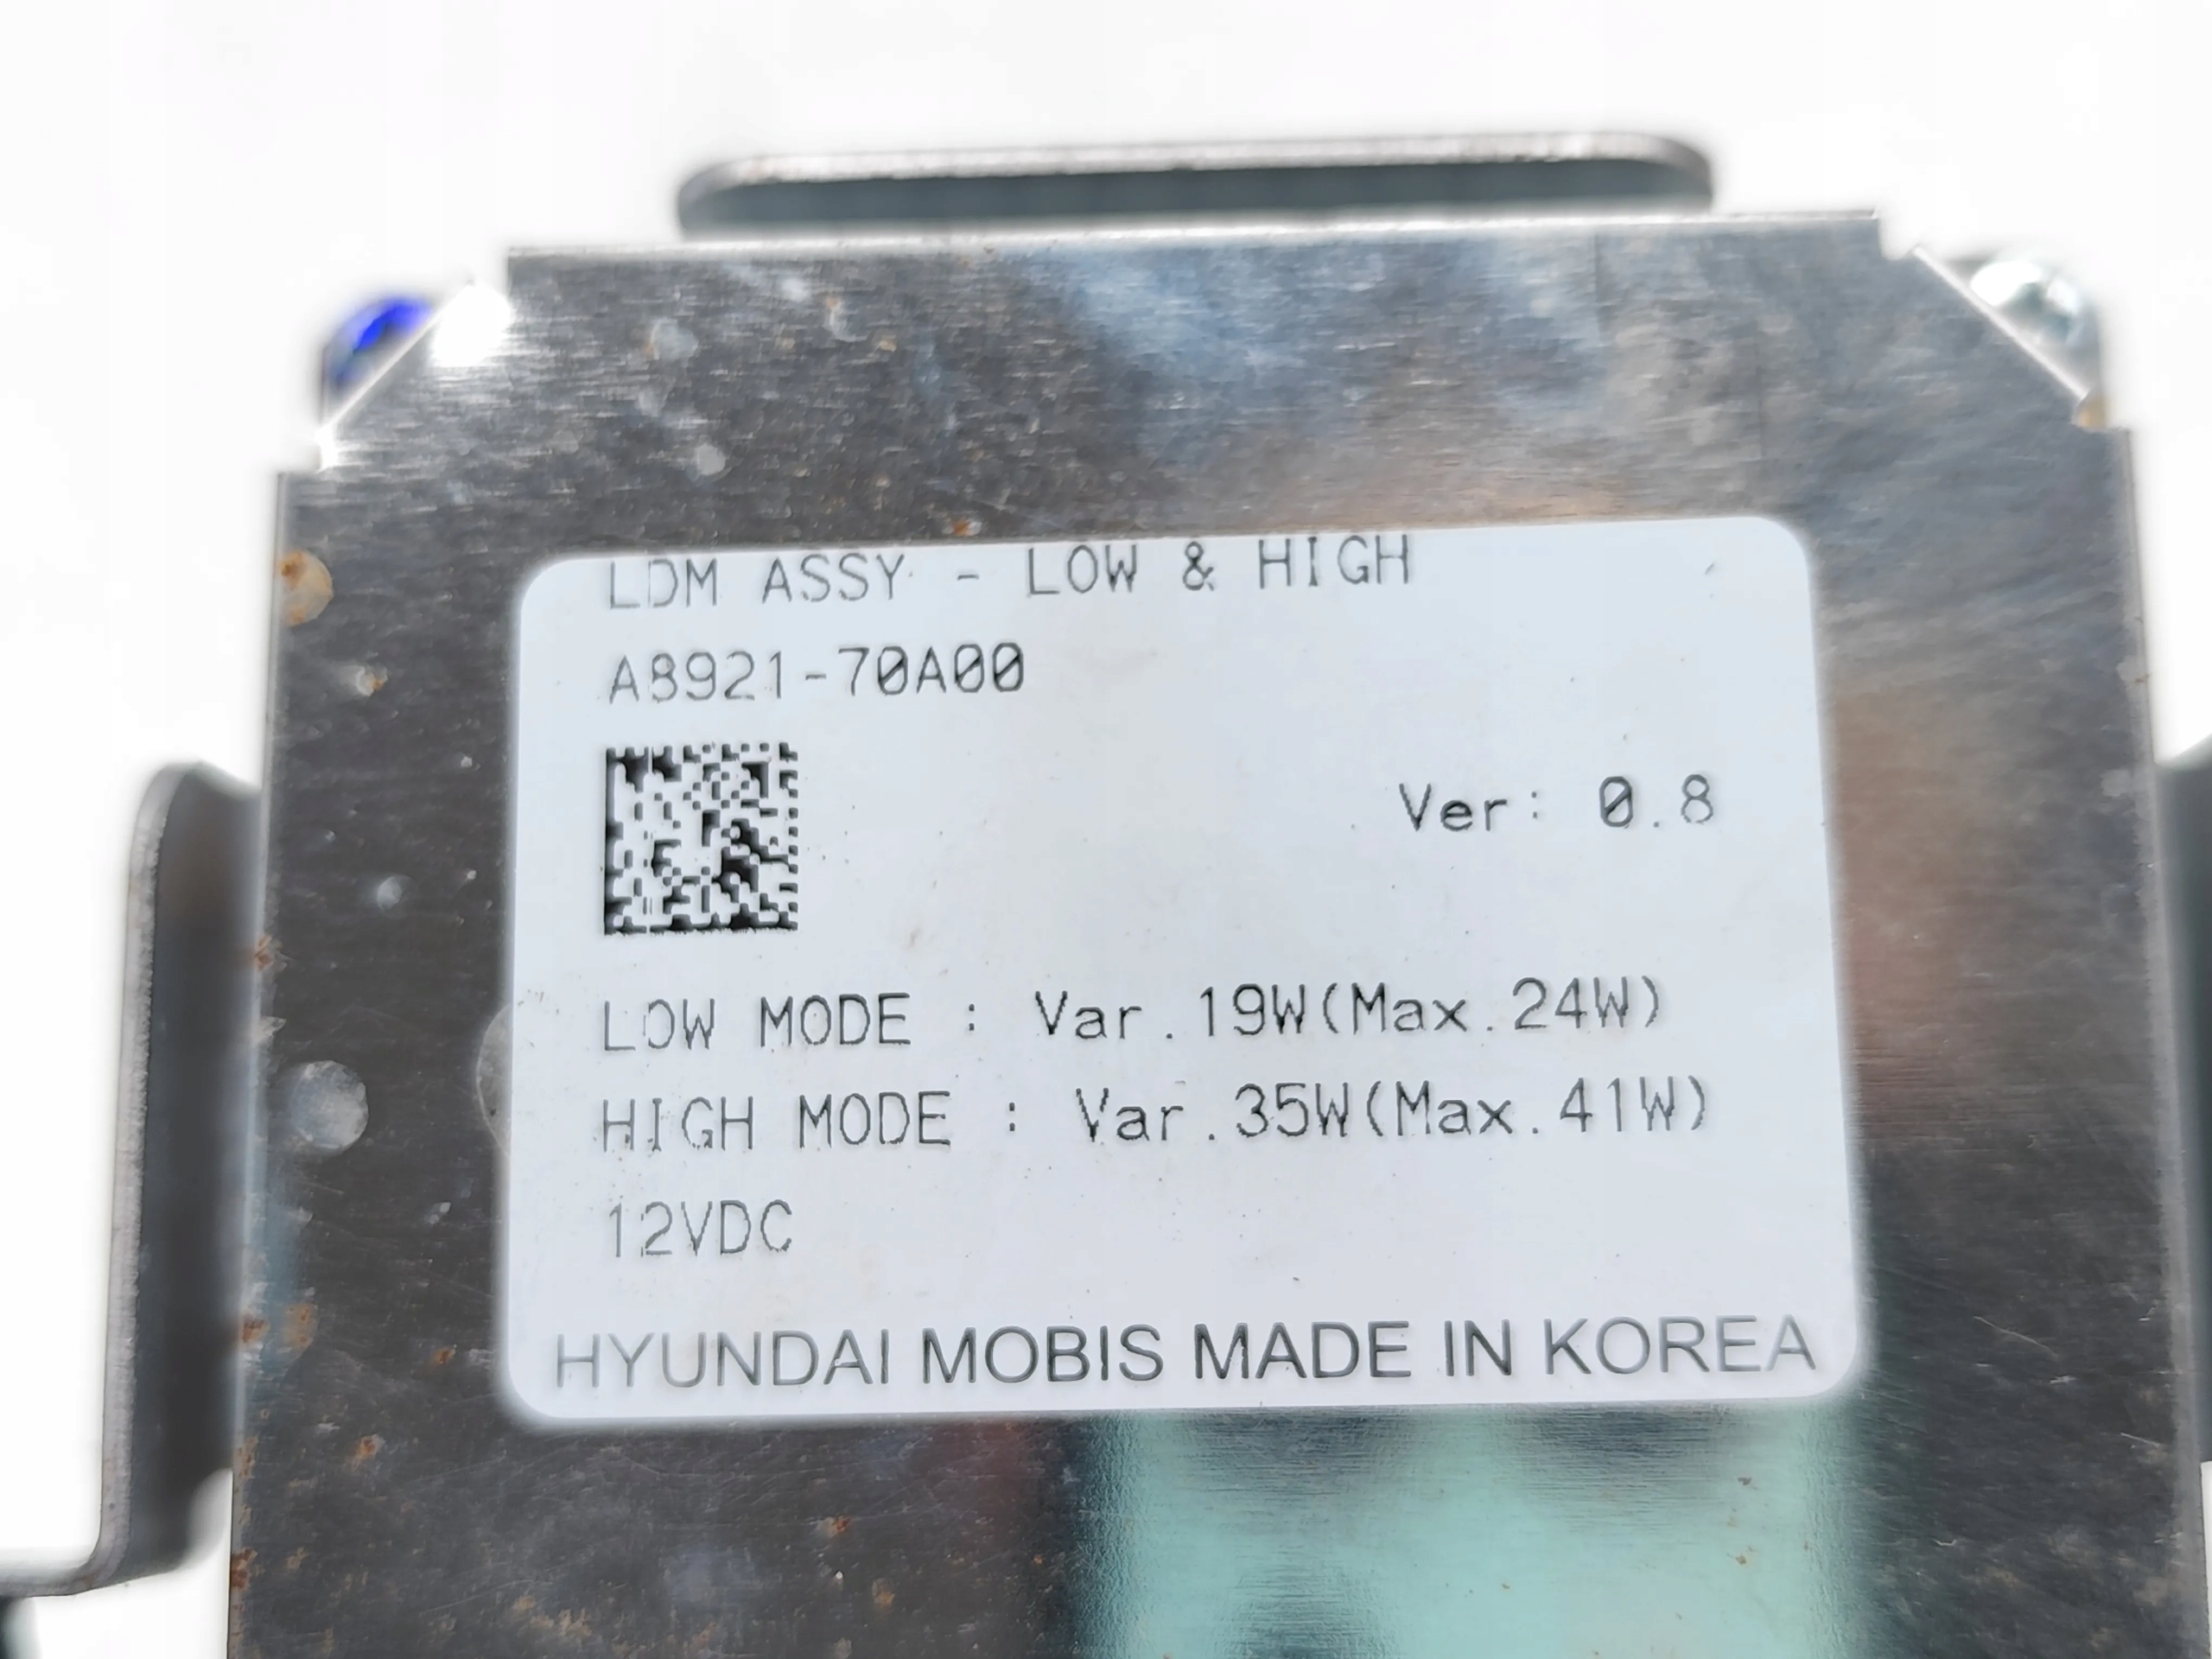 LDM ASSY - LOW & HIGH
A8921-70A00
Ver: 0.8
LOW MODE : Var.19W(Max.24W)
HIGH MODE : Var.35W(Max.41W)
12VDC
HYUNDAI MOBIS MADE IN KOREA